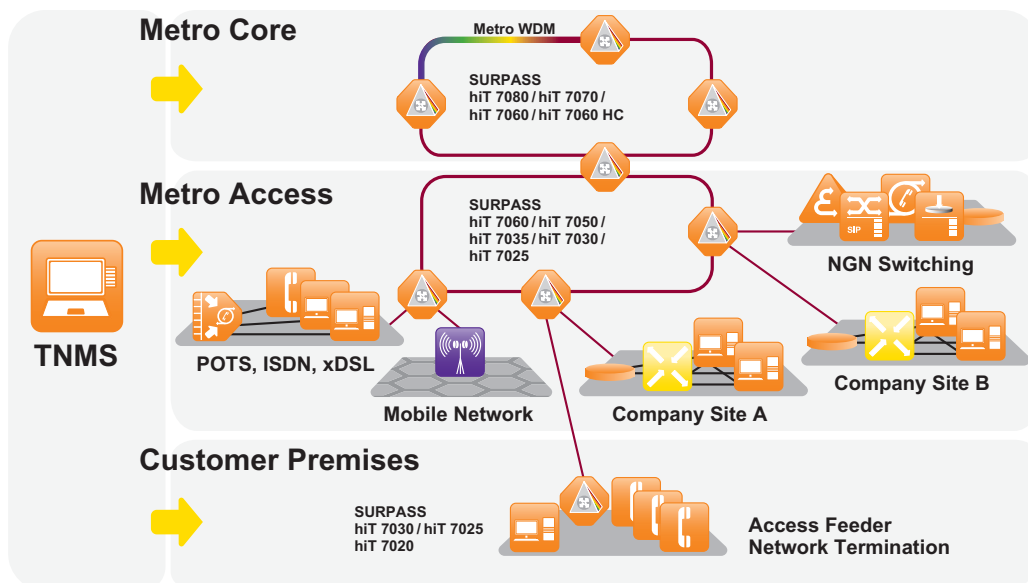 Metro Core
Metro WDM
SURPASS
hiT 7080 / hiT 7070 /
hiT 7060 / hiT 7060 HC
Metro Access
SURPASS
hiT 7060 / hiT 7050 /
hiT 7035 / hiT 7030 /
hiT 7025
SIP
NGN Switching
TNMS
POTS, ISDN, xDSL
Mobile Network
Company Site A
Company Site B
Customer Premises
SURPASS
hiT 7030 / hiT 7025
hiT 7020
Access Feeder
Network Termination